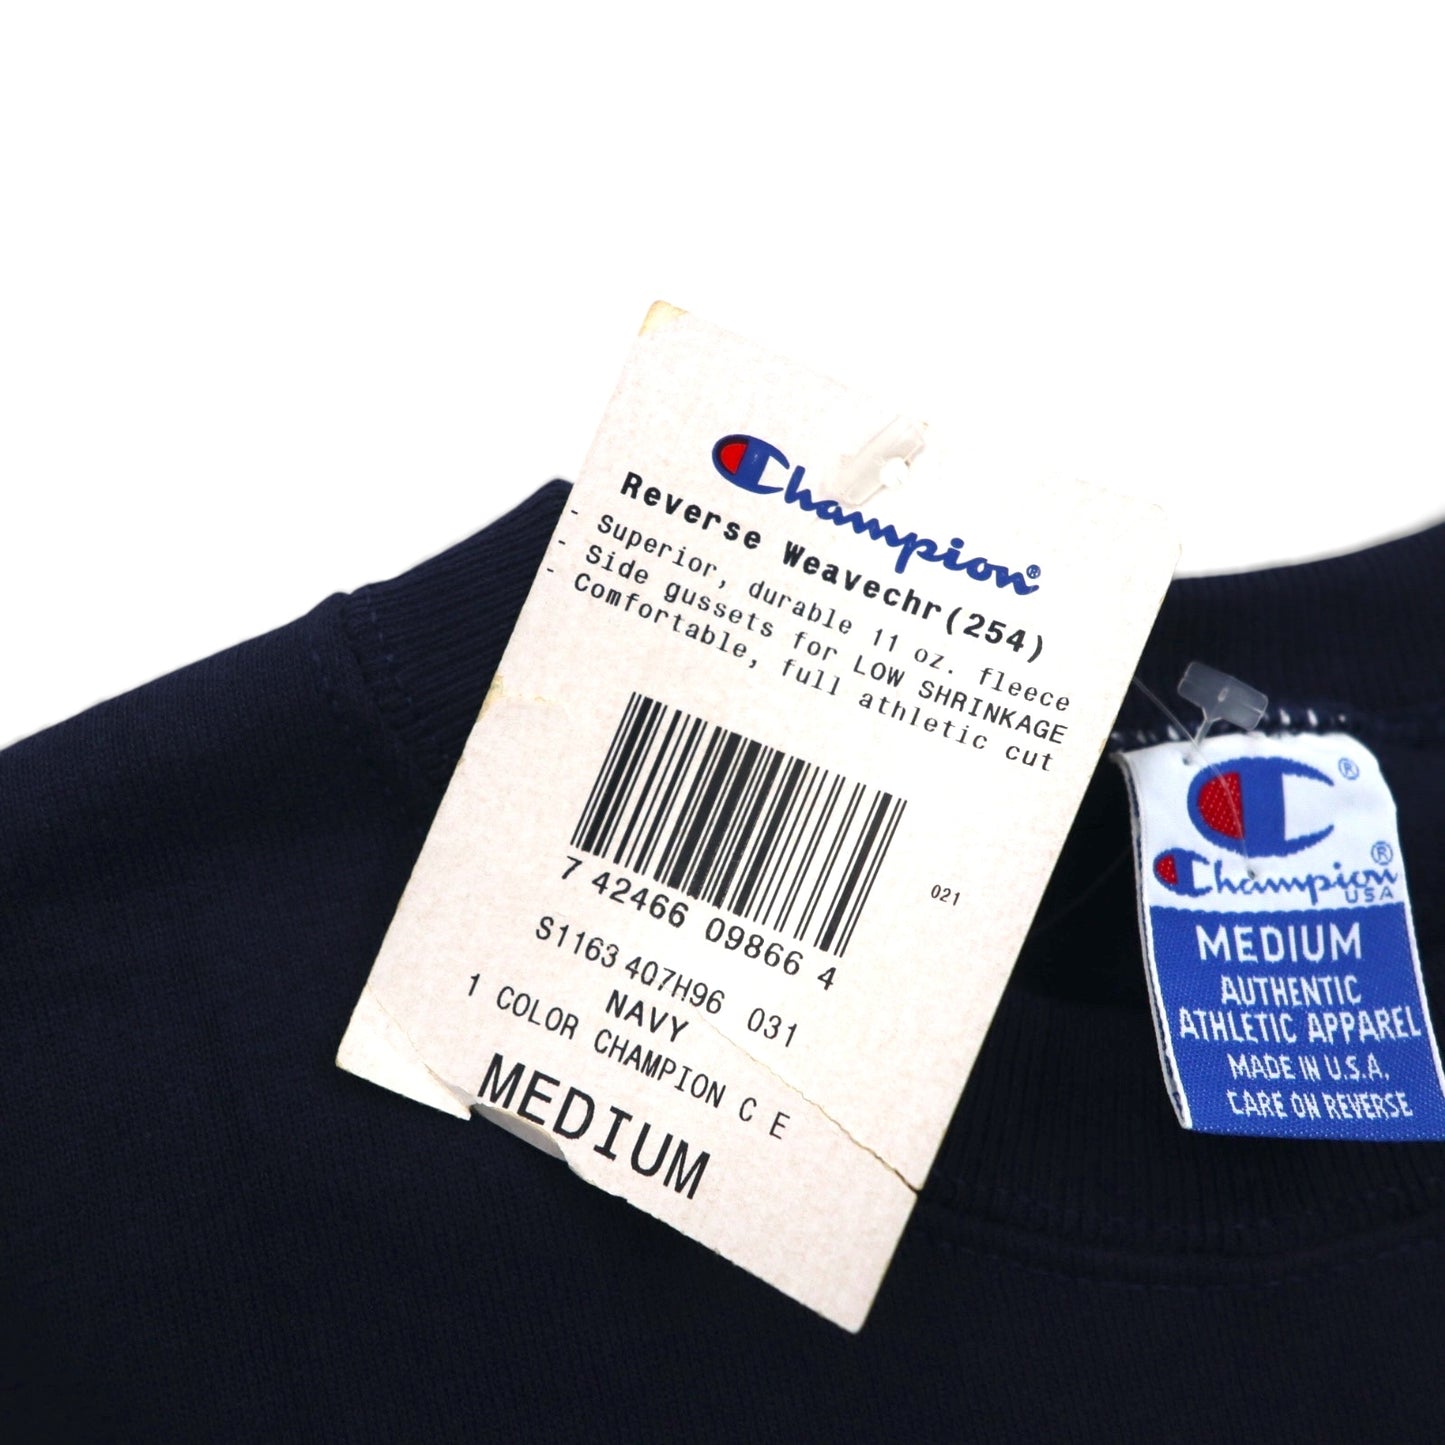 Champion®
Reverse Weavechr(254)
- Superior, durable 11 oz. fleece
- Side gussets for LOW SHRINKAGE
- Comfortable, full athletic cut
7 42466 09866 4
021
S1163 407H96 031
NAVY
1 COLOR CHAMPION C E
MEDIUM
®
Champion®
USA
MEDIUM
AUTHENTIC
ATHLETIC APPAREL
MADE IN U.S.A.
CARE ON REVERSE